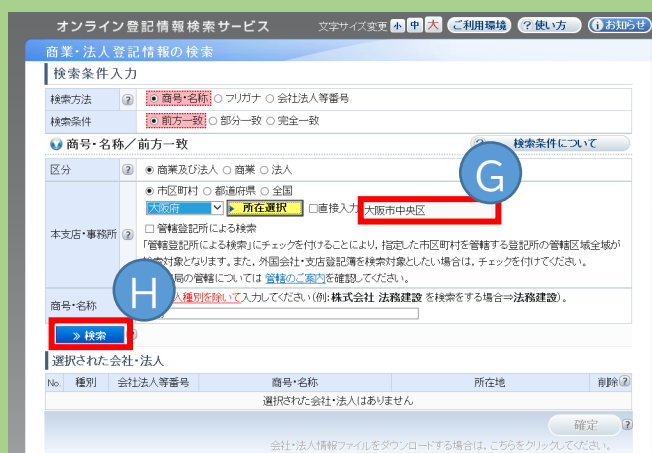 オンライン登記情報検索サービス 文字サイズ変更 小 中 大 ご利用環境 ? 使い方 i お知らせ
商業・法人登記情報の検索
検索条件入力
検索方法 ? 商号・名称 フリガナ 会社法人等番号
検索条件 前方一致 部分一致 完全一致
商号・名称／前方一致 検索条件について
G
区分 ? 商業及び法人 商業 法人
市区町村 都道府県 全国
大阪府 所在選択 直接入力 大阪市中央区
本支店・事務所 ? 管轄登記所による検索
「管轄登記所による検索」にチェックを付けることにより，指定した市区町村を管轄する登記所の管轄区域全域が
検索対象となります。また、外国会社・支店登記簿を検索対象としたい場合は，チェックを付けてください。
局の管轄については 管轄のご案内を確認してください。
H
商号・名称 人種別を除いて入力してください（例：株式会社 法務建設 を検索をする場合⇒法務建設）。
≫ 検索 ?
選択された会社・法人
No. 種別 会社法人等番号 商号・名称 所在地 削除 ?
選択された会社・法人はありません
確定 ?
会社・法人情報ファイルをダウンロードする場合は，こちらをクリックしてください。